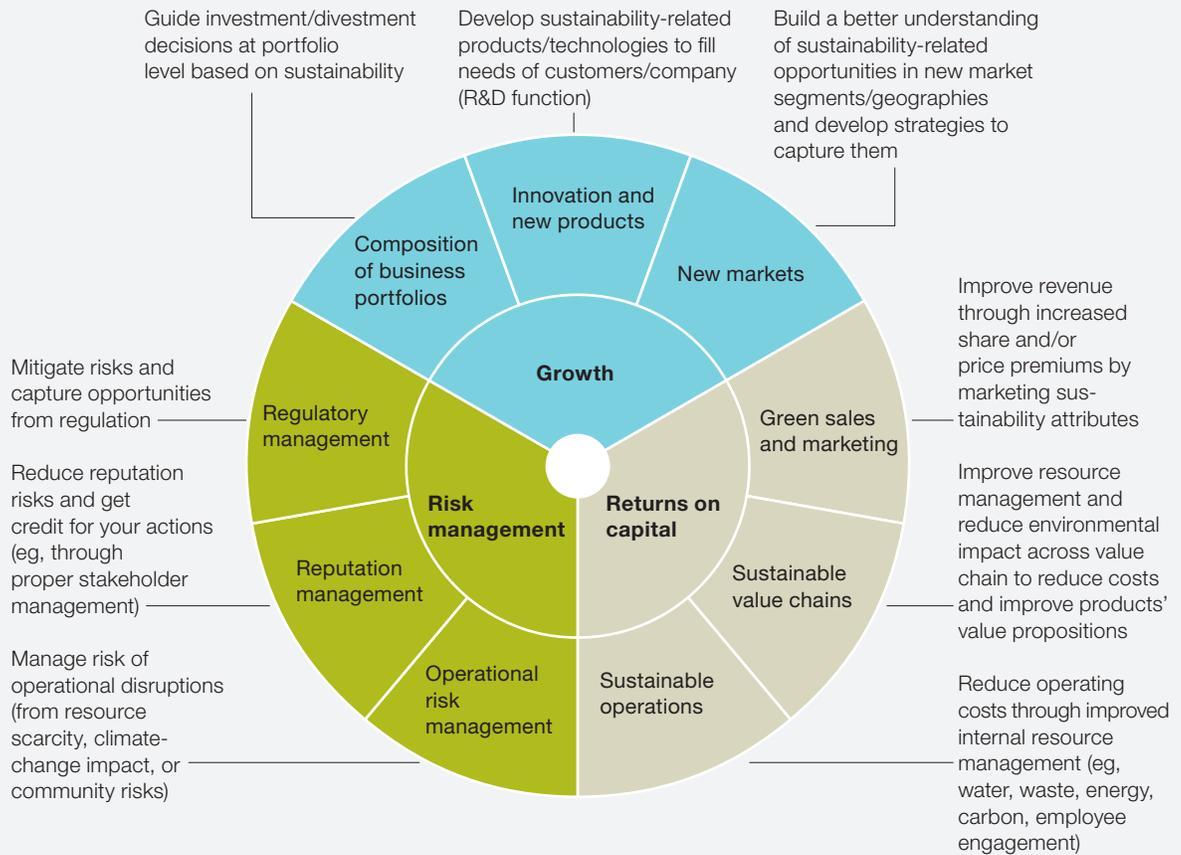 Guide investment/divestment
decisions at portfolio
level based on sustainability
Develop sustainability-related
products/technologies to fill
needs of customers/company
(R&D function)
Build a better understanding
of sustainability-related
opportunities in new market
segments/geographies
and develop strategies to
capture them
Composition
of business
portfolios
Innovation and
new products
New markets
Growth
Improve revenue
through increased
share and/or
price premiums by
marketing sus-
tainability attributes
Mitigate risks and
capture opportunities
from regulation
Regulatory
management
Green sales
and marketing
Reduce reputation
risks and get
credit for your actions
(eg, through
proper stakeholder
management)
Risk
management
Returns on
capital
Improve resource
management and
reduce environmental
impact across value
chain to reduce costs
and improve products’
value propositions
Reputation
management
Sustainable
value chains
Manage risk of
operational disruptions
(from resource
scarcity, climate-
change impact, or
community risks)
Operational
risk
management
Sustainable
operations
Reduce operating
costs through improved
internal resource
management (eg,
water, waste, energy,
carbon, employee
engagement)